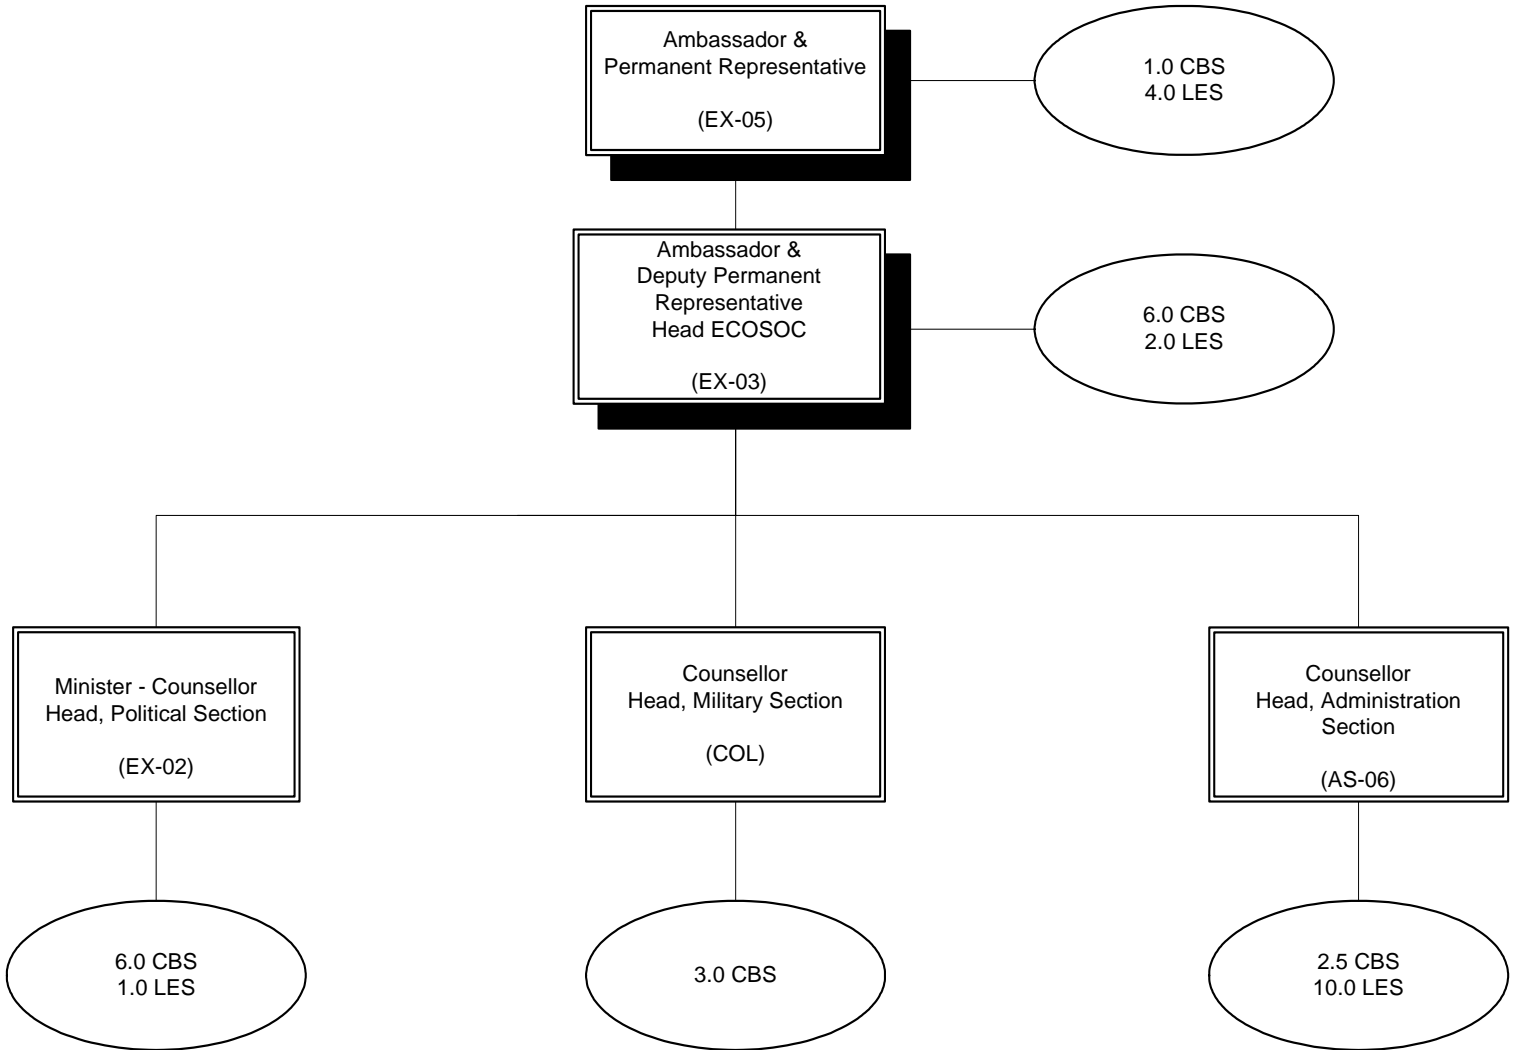 Ambassador &
Permanent Representative
(EX-05)
1.0 CBS
4.0 LES
Ambassador &
Deputy Permanent
Representative
Head ECOSOC
(EX-03)
6.0 CBS
2.0 LES
Minister - Counsellor
Head, Political Section
(EX-02)
Counsellor
Head, Military Section
(COL)
Counsellor
Head, Administration
Section
(AS-06)
6.0 CBS
1.0 LES
3.0 CBS
2.5 CBS
10.0 LES